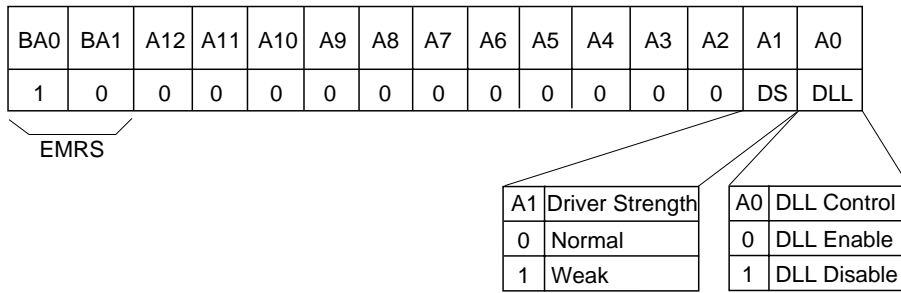 BA0 BA1 A12 A11 A10 A9 A8 A7 A6 A5 A4 A3 A2 A1 A0
1 0 0 0 0 0 0 0 0 0 0 0 0 DS DLL
EMRS
A1 Driver Strength
0 Normal
1 Weak
A0 DLL Control
0 DLL Enable
1 DLL Disable